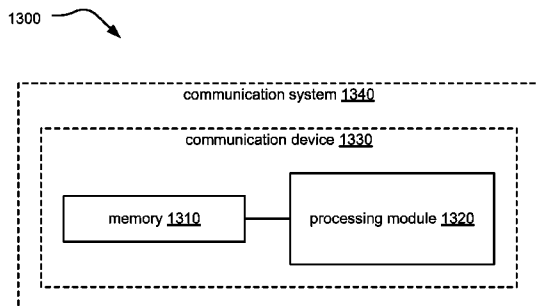 1300
communication system 1340
communication device 1330
memory 1310
processing module 1320